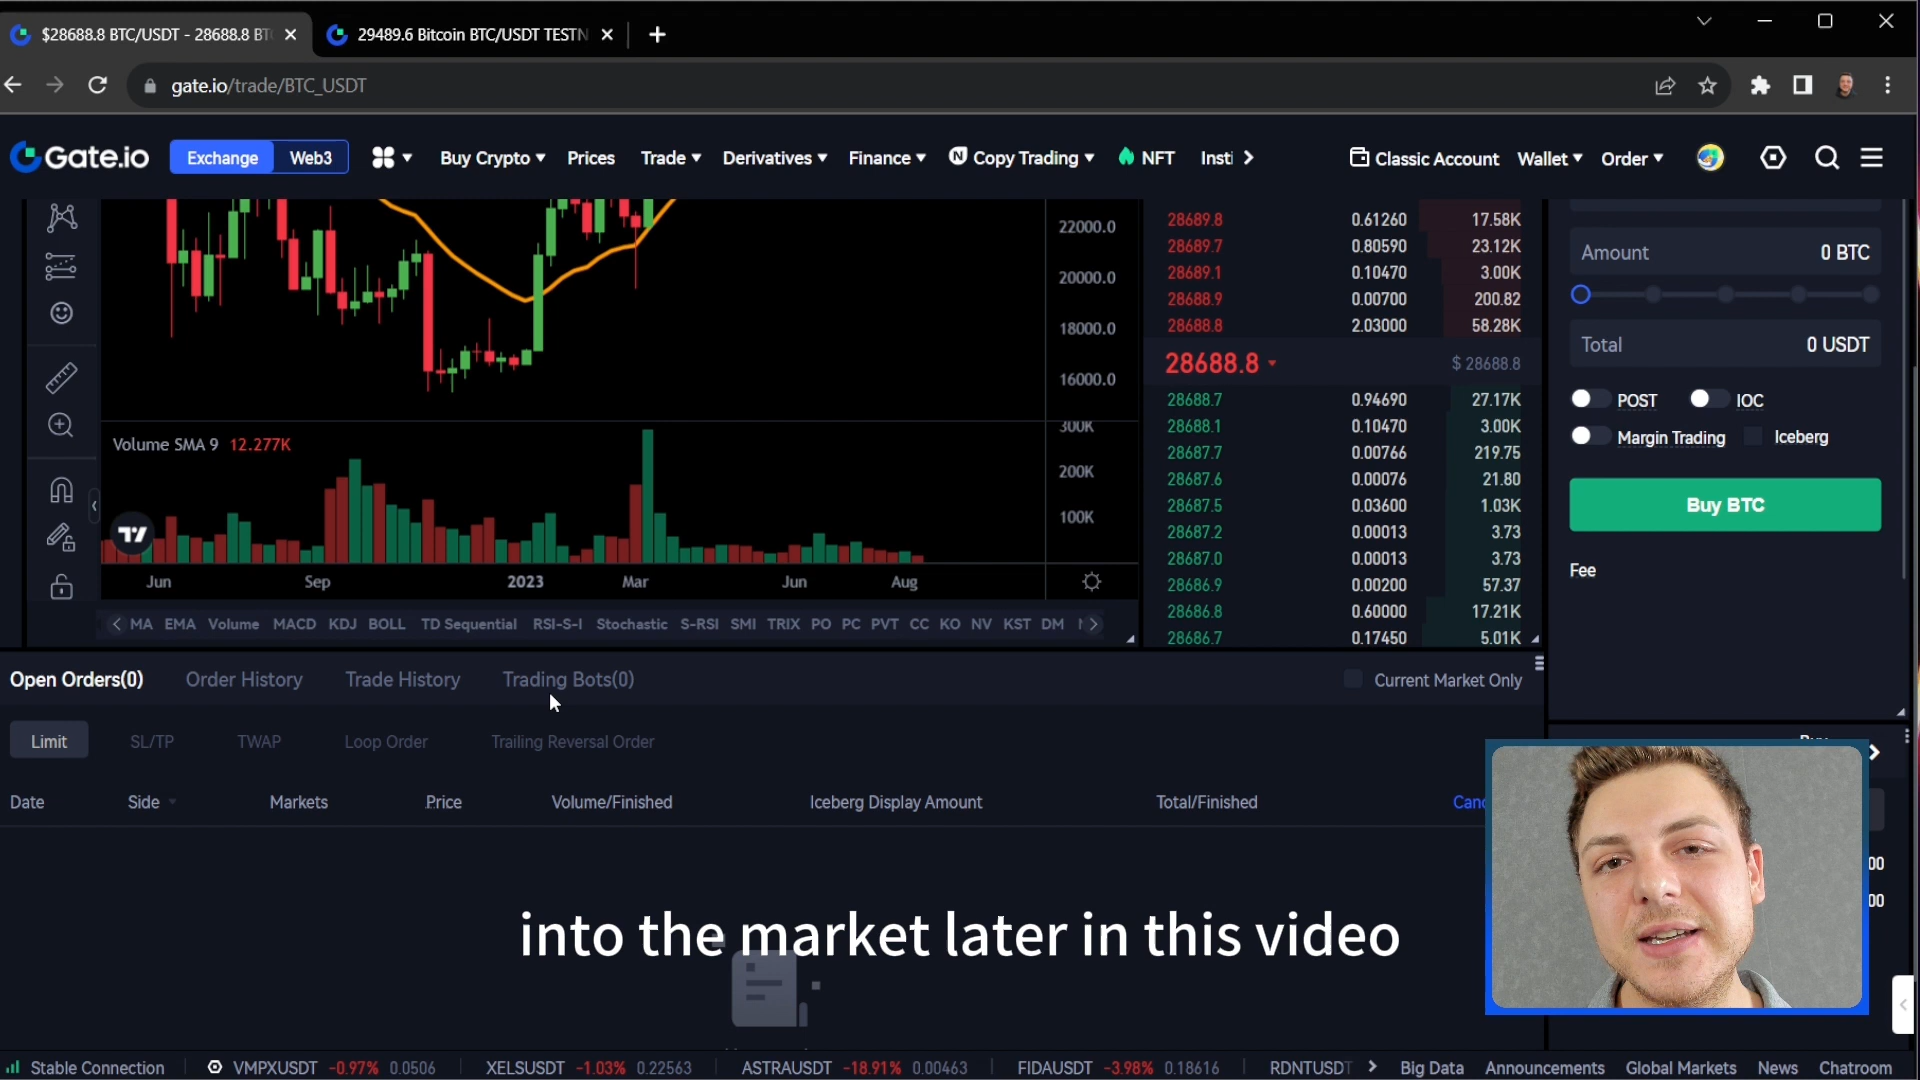 $28688.8 BTC/USDT - 28688.8 BT
29489.6 Bitcoin BTC/USDT TESTN
gate.io/trade/BTC_USDT
Gate.io Exchange Web3 Buy Crypto Prices Trade Derivatives Finance Copy Trading NFT Insti Classic Account Wallet Order
22000.0
20000.0
18000.0
16000.0
Volume SMA 9 12.277K
300K
200K
100K
Jun Sep 2023 Mar Jun Aug
MA EMA Volume MACD KDJ BOLL TD Sequential RSI-S-I Stochastic S-RSI SMI TRIX PO PC PVT CC KO NV KST DM
28689.8 0.61260 17.58K
28689.7 0.80590 23.12K
28689.1 0.10470 3.00K
28688.9 0.00700 200.82
28688.8 2.03000 58.28K
28688.8 $ 28688.8
28688.7 0.94690 27.17K
28688.1 0.10470 3.00K
28687.7 0.00766 219.75
28687.6 0.00076 21.80
28687.5 0.03600 1.03K
28687.2 0.00013 3.73
28687.0 0.00013 3.73
28686.9 0.00200 57.37
28686.8 0.60000 17.21K
28686.7 0.17450 5.01K
Amount 0 BTC
Total 0 USDT
POST IOC
Margin Trading Iceberg
Buy BTC
Fee
Open Orders(0) Order History Trade History Trading Bots(0) Current Market Only
Limit SL/TP TWAP Loop Order Trailing Reversal Order
Date Side Markets Price Volume/Finished Iceberg Display Amount Total/Finished Canc
00
00
into the market later in this video
Stable Connection VMPXUSDT -0.97% 0.0506 XELSUSDT -1.03% 0.22563 ASTRAUSDT -18.91% 0.00463 FIDAUSDT -3.98% 0.18616 RDNTUSDT Big Data Announcements Global Markets News Chatroom